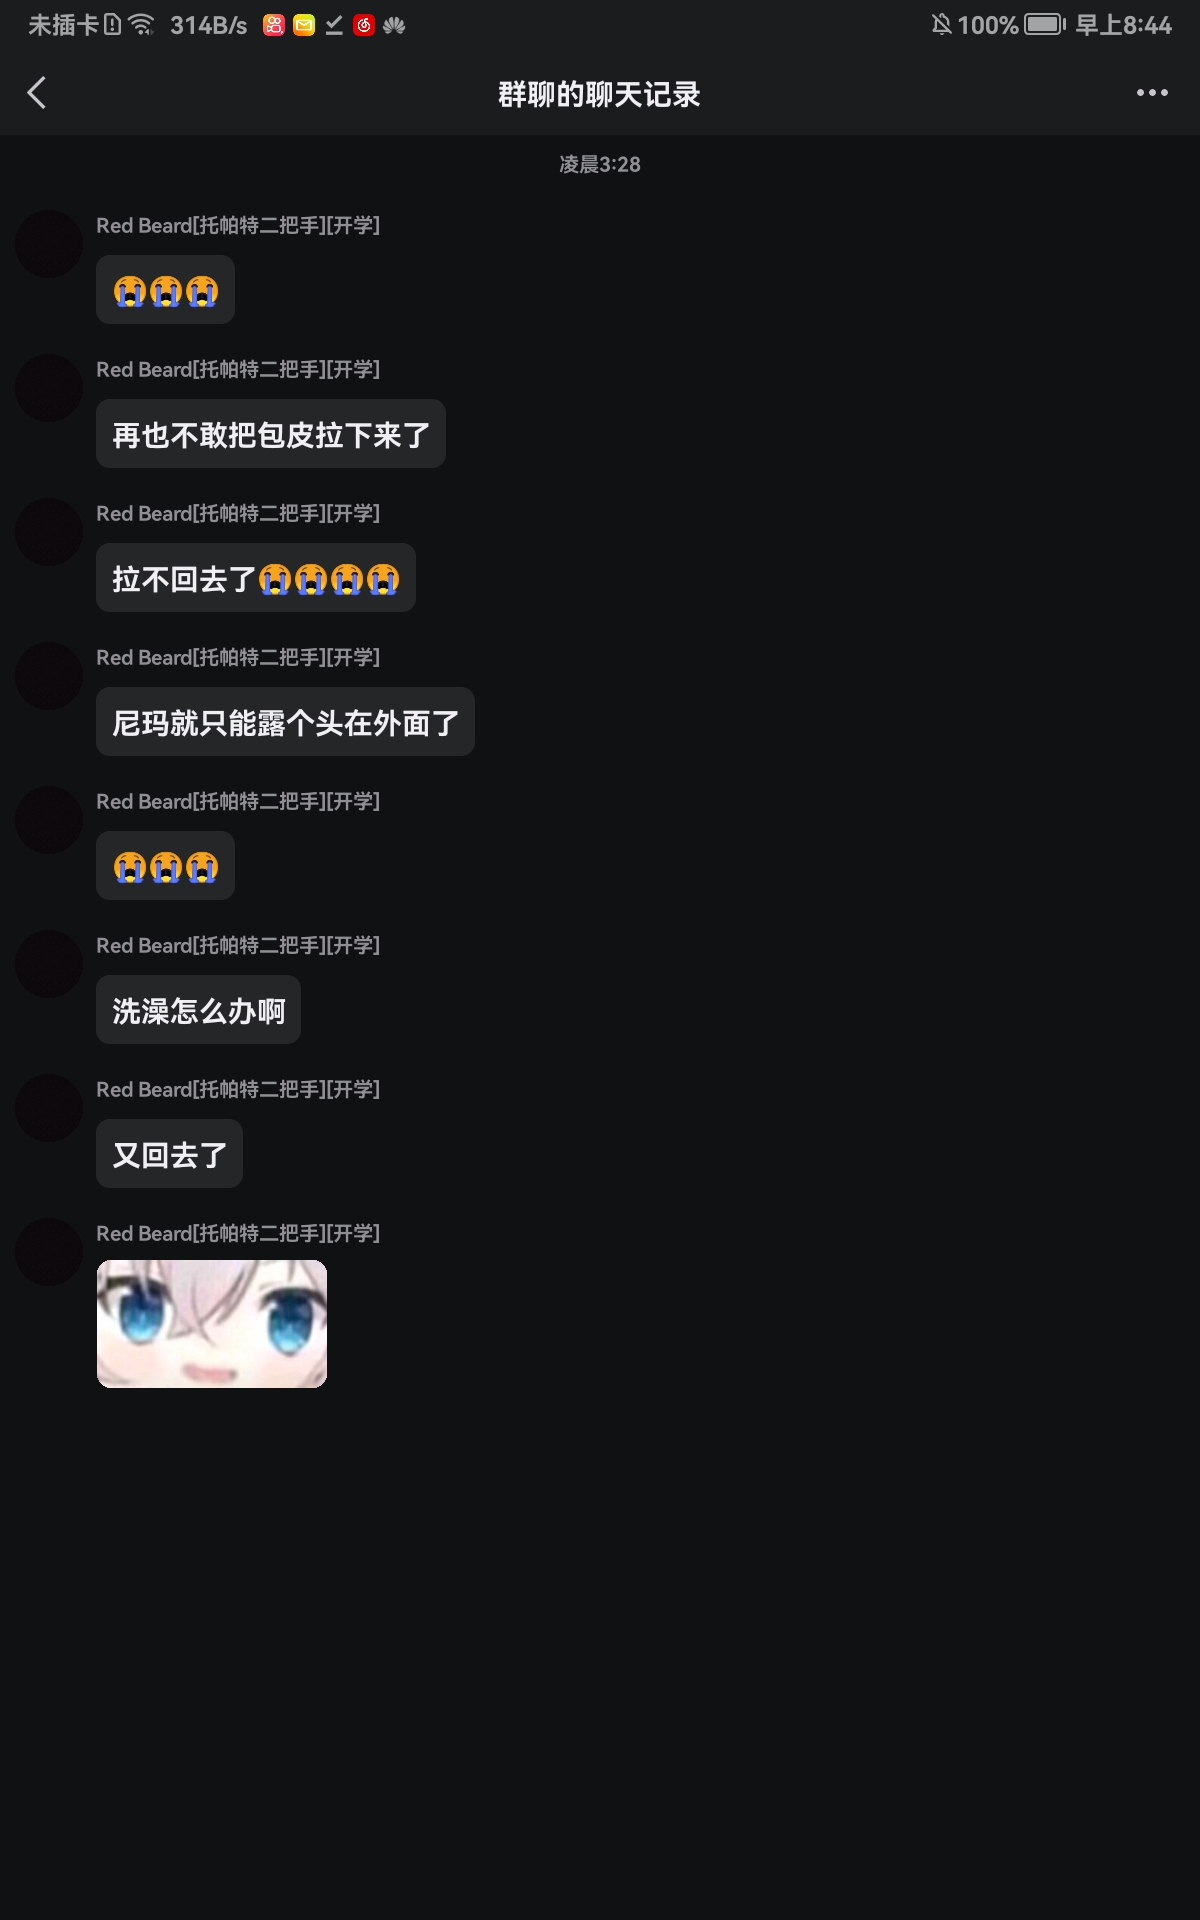 未插卡 314B/s 100% 早上8:44
群聊的聊天记录
凌晨3:28
Red Beard[托帕特二把手][开学]
😭😭😭
Red Beard[托帕特二把手][开学]
再也不敢把包皮拉下来了
Red Beard[托帕特二把手][开学]
拉不回去了😭😭😭😭
Red Beard[托帕特二把手][开学]
尼玛就只能露个头在外面了
Red Beard[托帕特二把手][开学]
😭😭😭
Red Beard[托帕特二把手][开学]
洗澡怎么办啊
Red Beard[托帕特二把手][开学]
又回去了
Red Beard[托帕特二把手][开学]